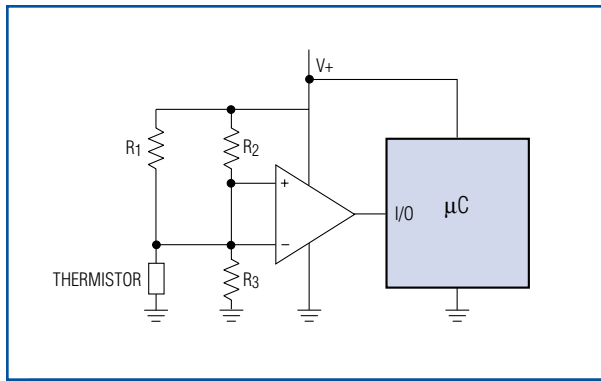 V+
R1
R2
+
−
I/O
μC
THERMISTOR
R3